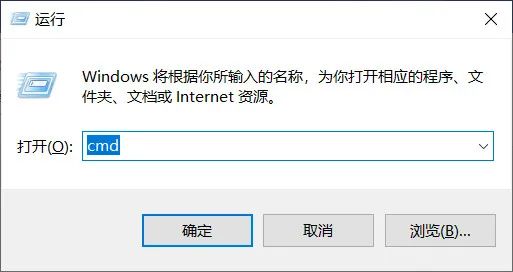 运行
Windows 将根据你所输入的名称，为你打开相应的程序、文
件夹、文档或 Internet 资源。
打开(O): cmd
确定 取消 浏览(B)...